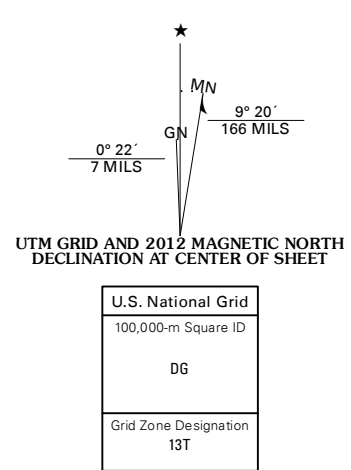 ★
MN
GN
9° 20´
166 MILS
0° 22´
7 MILS
UTM GRID AND 2012 MAGNETIC NORTH
DECLINATION AT CENTER OF SHEET
U.S. National Grid
100,000-m Square ID
DG
Grid Zone Designation
13T